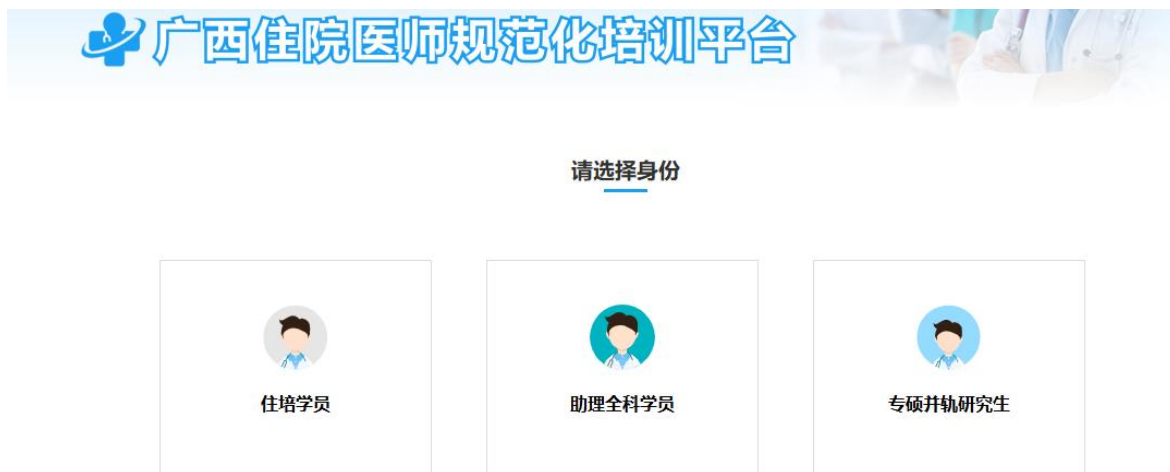 广西住院医师规范化培训平台
请选择身份
住培学员
助理全科学员
专硕并轨研究生